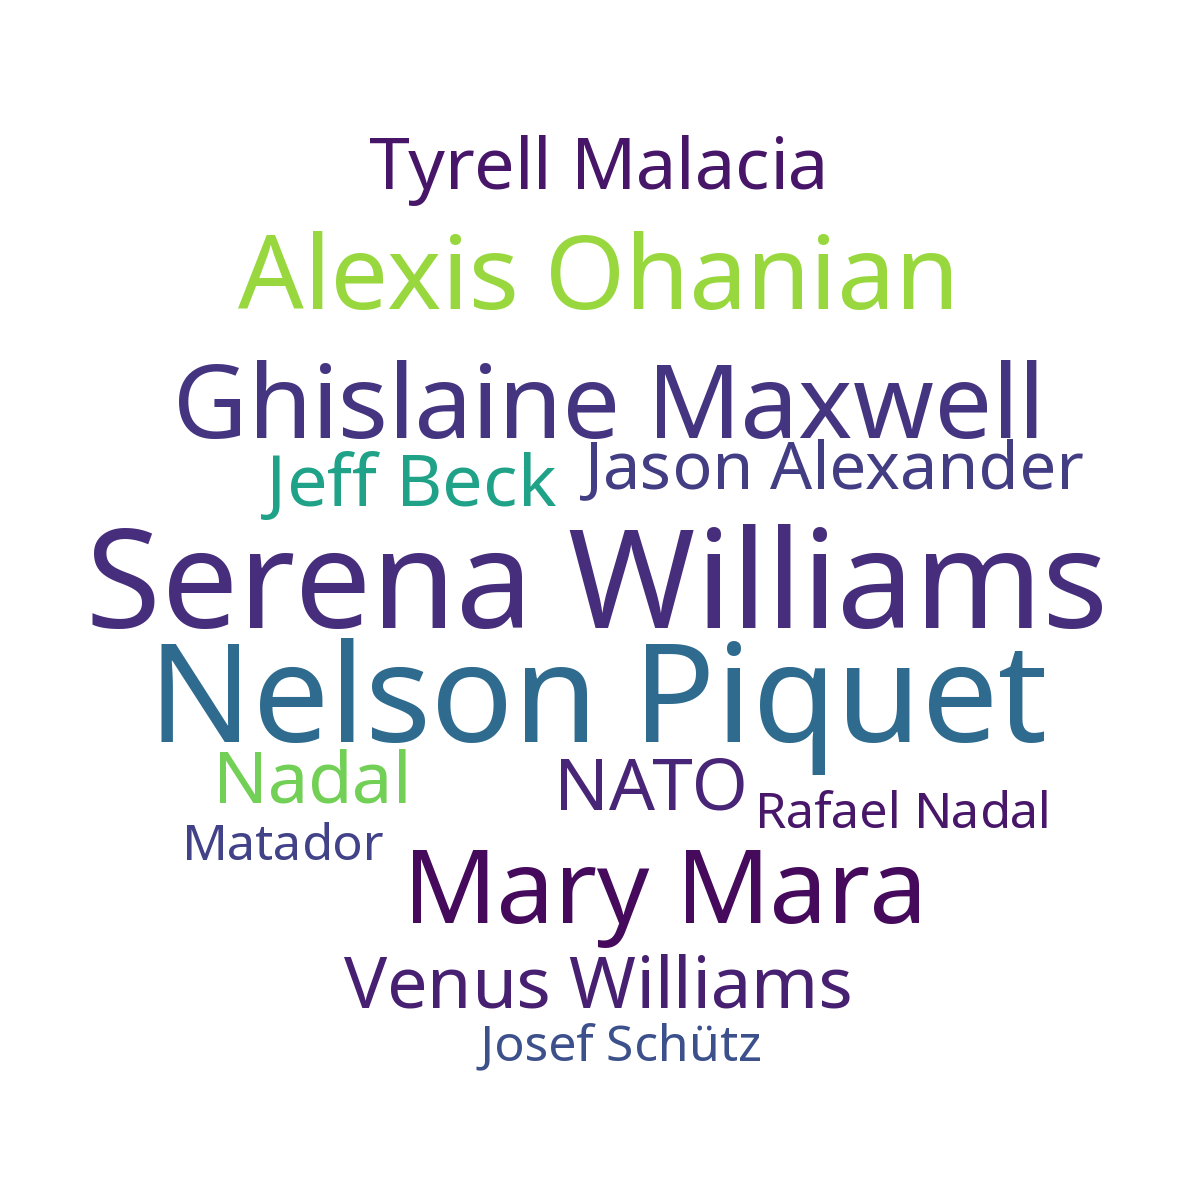 Tyrell Malacia
Alexis Ohanian
Ghislaine Maxwell
Jeff Beck
Jason Alexander
Serena Williams
Nelson Piquet
Nadal
NATO
Rafael Nadal
Matador
Mary Mara
Venus Williams
Josef Schütz